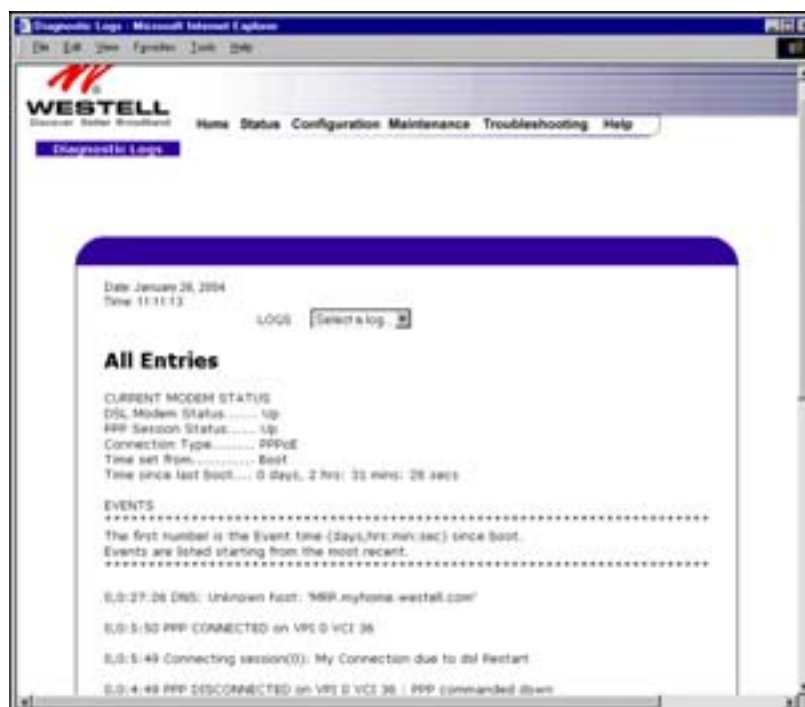 Diagnostic Logs - Microsoft Internet Explorer
File Edit View Favorites Tools Help
WESTELL
Discover Better Broadband
Home Status Configuration Maintenance Troubleshooting Help
Diagnostic Logs
Date: January 28, 2004
Time: 11:11:13
LOGS Select a log...
All Entries
CURRENT MODEM STATUS
DSL Modem Status....... Up
PPP Session Status...... Up
Connection Type.......... PPPoE
Time set from............. Boot
Time since last boot.... 0 days, 2 hrs: 31 mins: 28 secs
EVENTS
The first number is the Event time (days,hrs:min:sec) since boot.
Events are listed starting from the most recent.
0,0:27:26 DNS: Unknown host: 'MRP.myhome.westell.com'
0,0:5:50 PPP CONNECTED on VPI 0 VCI 36
0,0:5:49 Connecting session(0): My Connection due to dsl Restart
0,0:4:49 PPP DISCONNECTED on VPI 0 VCI 36 : PPP commanded down